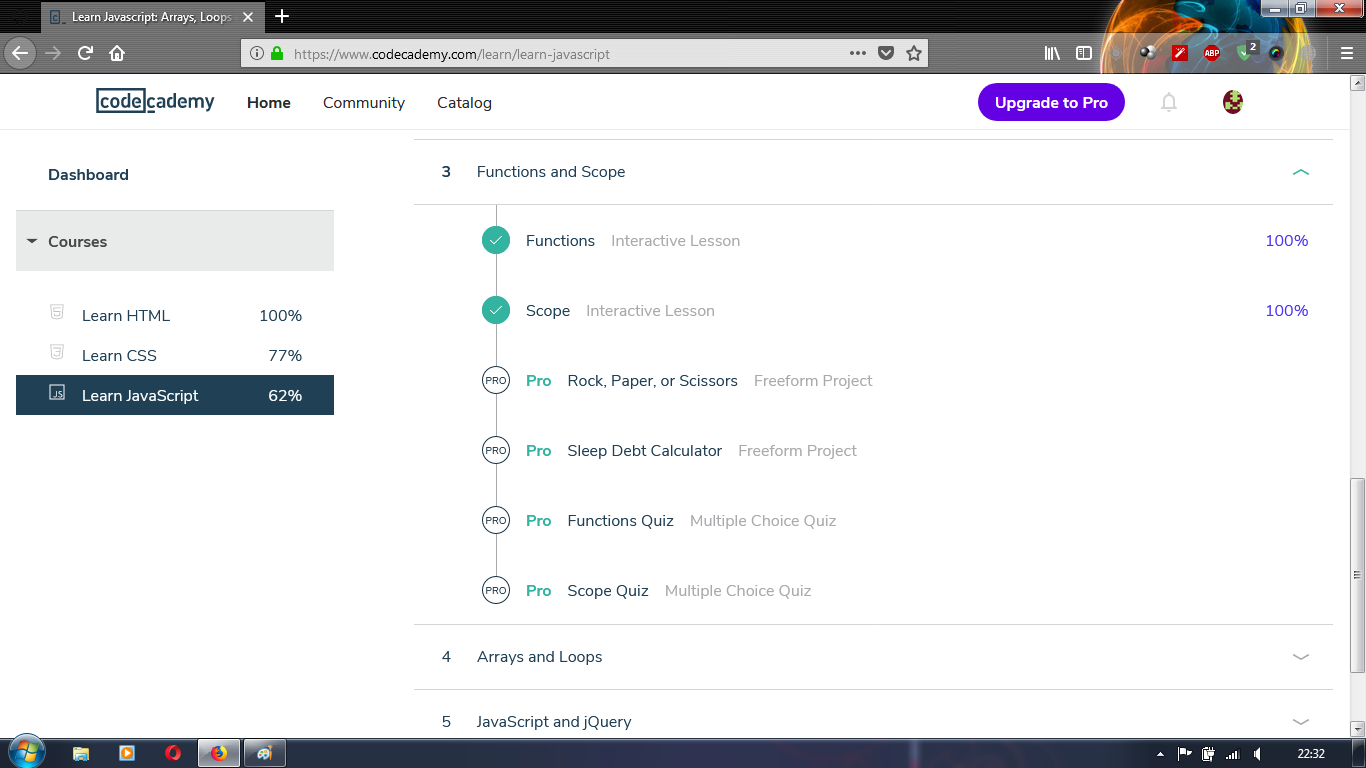 Learn Javascript: Arrays, Loops
https://www.codecademy.com/learn/learn-javascript
ABP
2
codecademy
Home
Community
Catalog
Upgrade to Pro
Dashboard
Courses
Learn HTML 100%
Learn CSS 77%
JS Learn JavaScript 62%
3 Functions and Scope
Functions Interactive Lesson 100%
Scope Interactive Lesson 100%
PRO Pro Rock, Paper, or Scissors Freeform Project
PRO Pro Sleep Debt Calculator Freeform Project
PRO Pro Functions Quiz Multiple Choice Quiz
PRO Pro Scope Quiz Multiple Choice Quiz
4 Arrays and Loops
5 JavaScript and jQuery
22:32